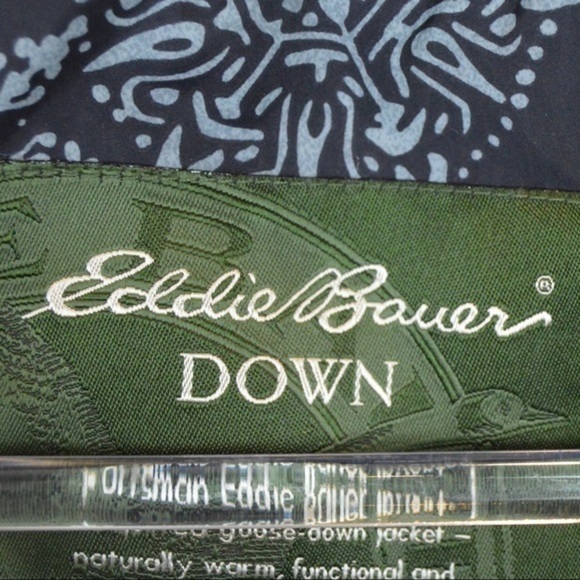 E B
Eddie Bauer®
DOWN
Eddie Bauer
goose-down jacket –
naturally warm, functional and